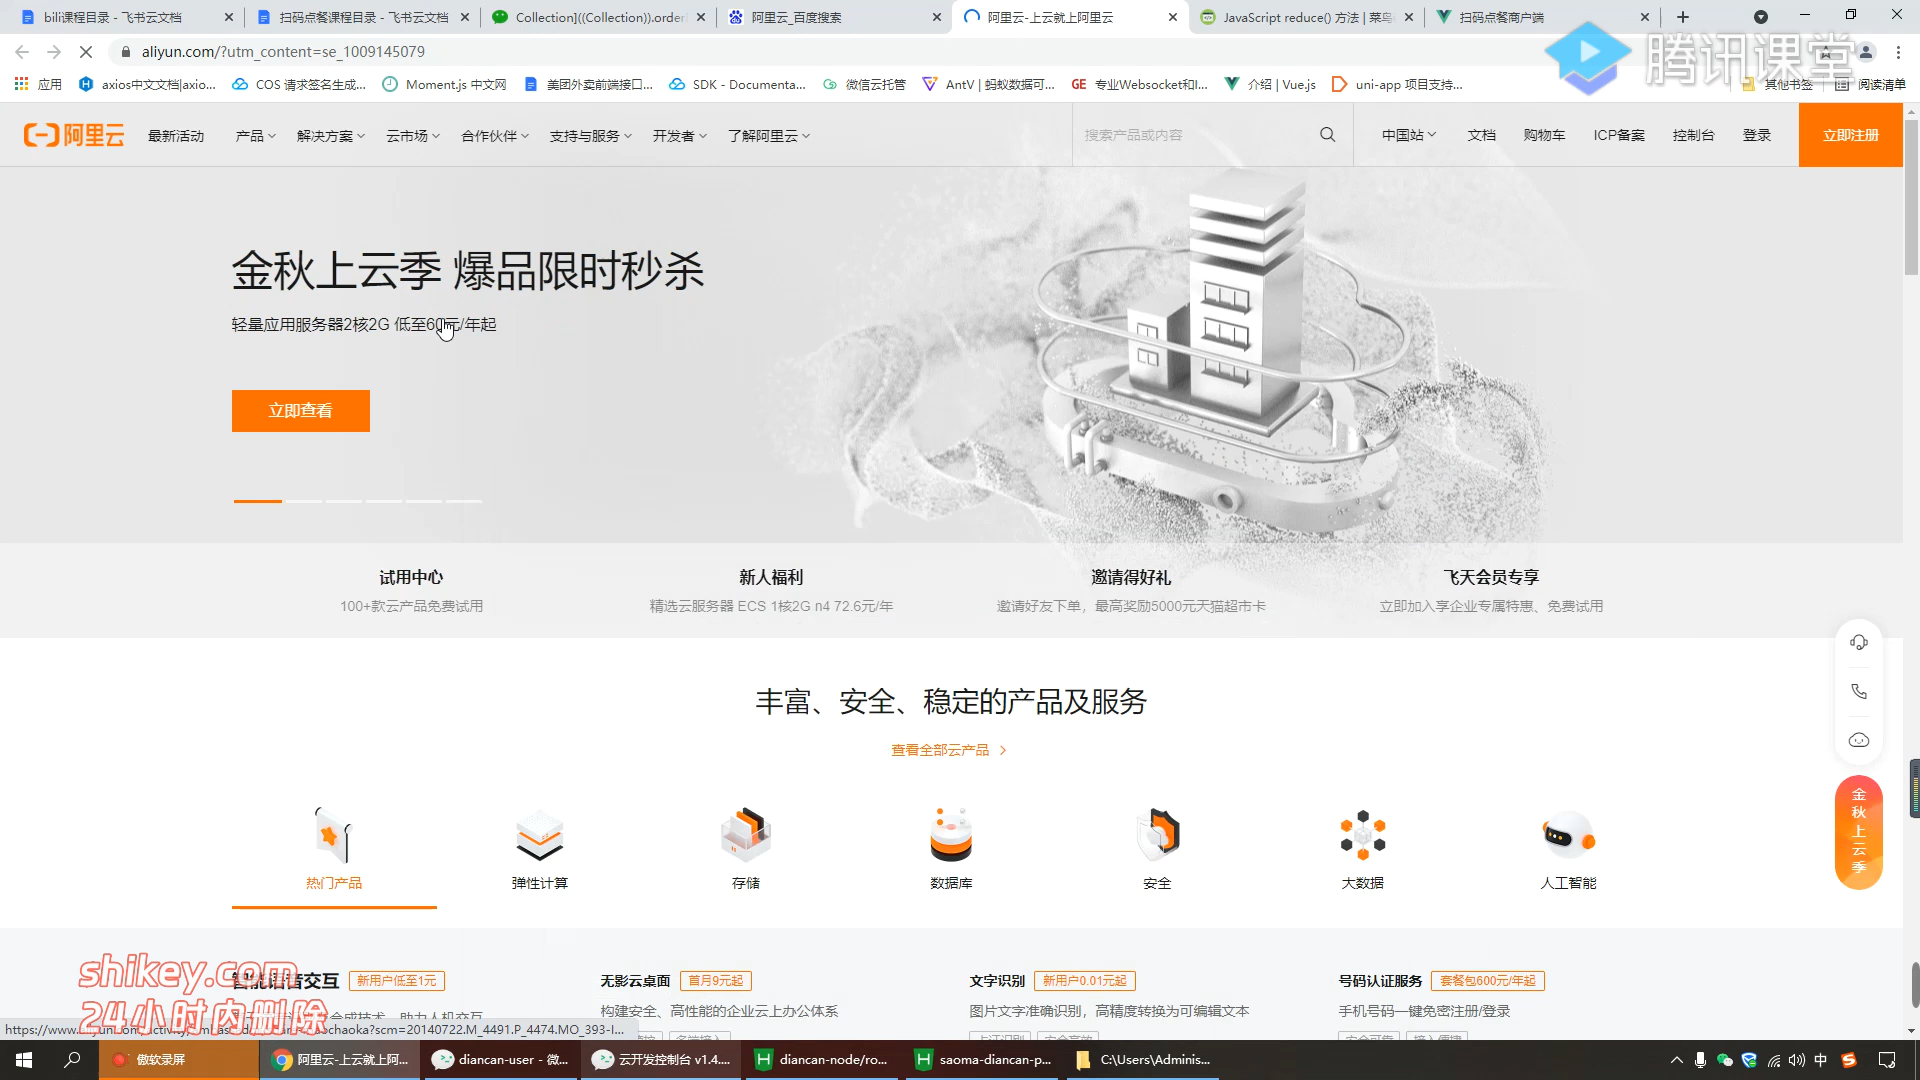 bili课程目录 - 飞书云文档
扫码点餐课程目录 - 飞书云文档
Collection]((Collection)).order
阿里云_百度搜索
阿里云-上云就上阿里云
JavaScript reduce() 方法 | 菜鸟
扫码点餐商户端
aliyun.com/?utm_content=se_1009145079
腾讯课堂
应用
axios中文文档|axio...
COS 请求签名生成...
Moment.js 中文网
美团外卖前端接口...
SDK - Documenta...
微信云托管
AntV | 蚂蚁数据可...
GE 专业Websocket和I...
介绍 | Vue.js
uni-app 项目支持...
其他书签
阅读清单
阿里云
最新活动
产品
解决方案
云市场
合作伙伴
支持与服务
开发者
了解阿里云
搜索产品或内容
中国站
文档
购物车
ICP备案
控制台
登录
立即注册
金秋上云季 爆品限时秒杀
轻量应用服务器2核2G 低至60元/年起
立即查看
试用中心
新人福利
邀请得好礼
飞天会员专享
100+款云产品免费试用
精选云服务器 ECS 1核2G n4 72.6元/年
邀请好友下单，最高奖励5000元天猫超市卡
立即加入享企业专属特惠、免费试用
丰富、安全、稳定的产品及服务
查看全部云产品
热门产品
弹性计算
存储
数据库
安全
大数据
人工智能
金秋上云季
智能语音交互 新用户低至1元
无影云桌面 首月9元起
文字识别 新用户0.01元起
号码认证服务 套餐包600元/年起
构建安全、高性能的企业云上办公体系
图片文字准确识别，高精度转换为可编辑文本
手机号码一键免密注册/登录
shikey.com
24小时内删除
傲软录屏
阿里云-上云就上阿...
diancan-user - 微...
云开发控制台 v1.4....
diancan-node/ro...
saoma-diancan-p...
C:\Users\Adminis...
中